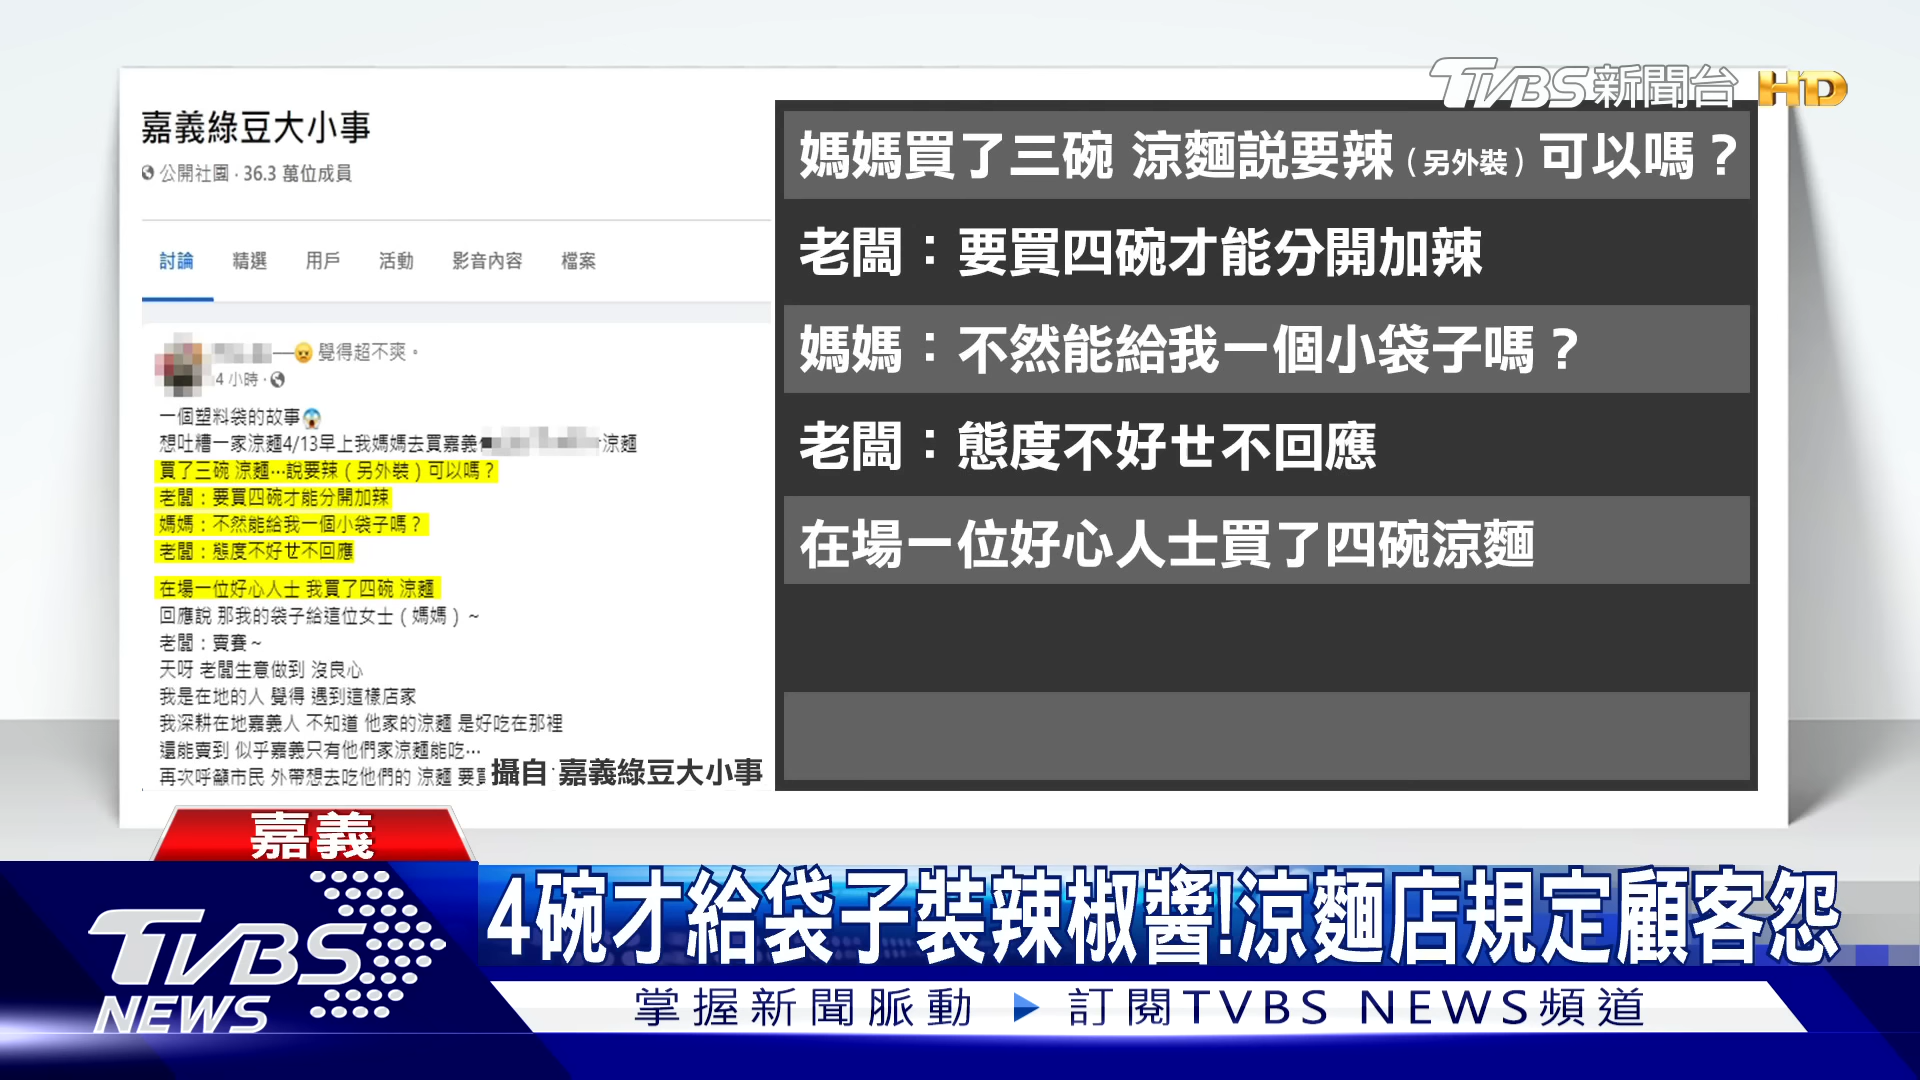 TVBS新聞台 HD
嘉義綠豆大小事
公開社團 · 36.3 萬位成員
討論 精選 用戶 活動 影音內容 檔案
覺得超不爽。
4 小時 ·
一個塑料袋的故事
想吐槽一家涼麵4/13早上我媽媽去買嘉義
涼麵
買了三碗 涼麵…說要辣（另外裝）可以嗎？
老闆：要買四碗才能分開加辣
媽媽：不然能給我一個小袋子嗎？
老闆：態度不好ㄝ不回應
在場一位好心人士 我買了四碗 涼麵
回應說 那我的袋子給這位女士（媽媽）~
老闆：賣賽~
天呀 老闆生意做到 沒良心
我是在地的人 覺得 遇到這樣店家
我深耕在地嘉義人 不知道 他家的涼麵 是好吃在那裡
還能賣到 似乎嘉義只有他們家涼麵能吃…
再次呼籲市民 外帶想去吃他們的 涼麵 要買
攝自 嘉義綠豆大小事
媽媽買了三碗 涼麵說要辣（另外裝）可以嗎？
老闆：要買四碗才能分開加辣
媽媽：不然能給我一個小袋子嗎？
老闆：態度不好ㄝ不回應
在場一位好心人士買了四碗涼麵
嘉義
4碗才給袋子裝辣椒醬!涼麵店規定顧客怨
TVBS NEWS
掌握新聞脈動 ▶ 訂閱TVBS NEWS頻道